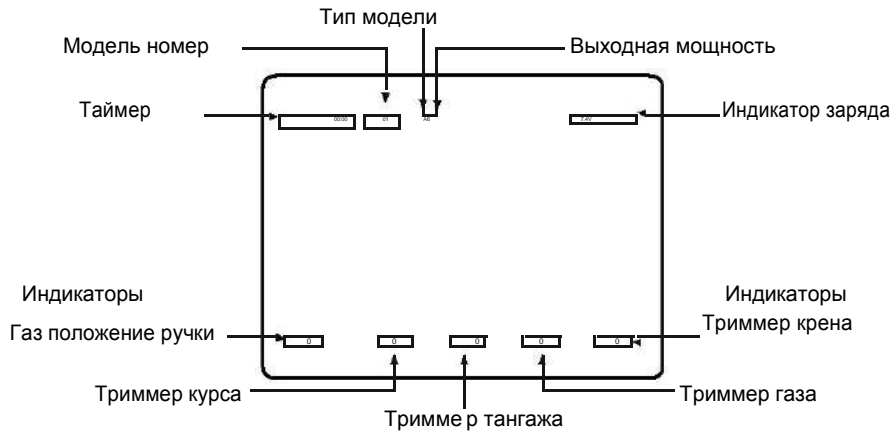 Тип модели
Модель номер
Выходная мощность
Таймер
Индикатор заряда
00:00
01
A6
7.4V
Индикаторы
Индикаторы
Газ положение ручки
Триммер крена
0
0
0
0
0
Триммер курса
Триммер газа
Тримме р тангажа